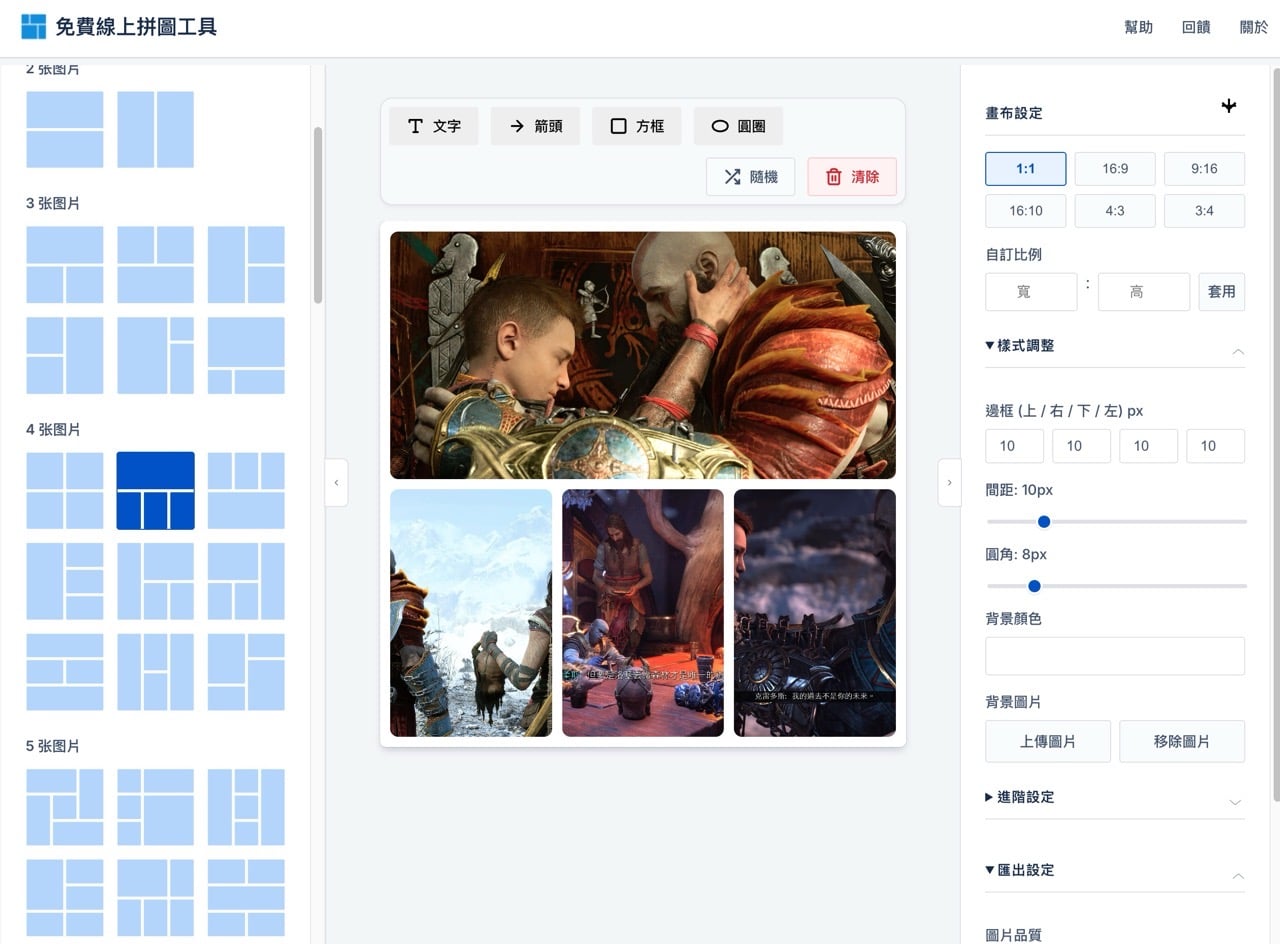 免費線上拼圖工具
幫助
回饋
關於
2 张图片
3 张图片
4 张图片
5 张图片
文字
箭頭
方框
圓圈
隨機
清除
克雷多斯: 我的過去不是你的未來。
畫布設定
1:1
16:9
9:16
16:10
4:3
3:4
自訂比例
寬
:
高
套用
▼樣式調整
邊框 (上 / 右 / 下 / 左) px
10
10
10
10
間距: 10px
圓角: 8px
背景顏色
背景圖片
上傳圖片
移除圖片
▶進階設定
▼匯出設定
圖片品質